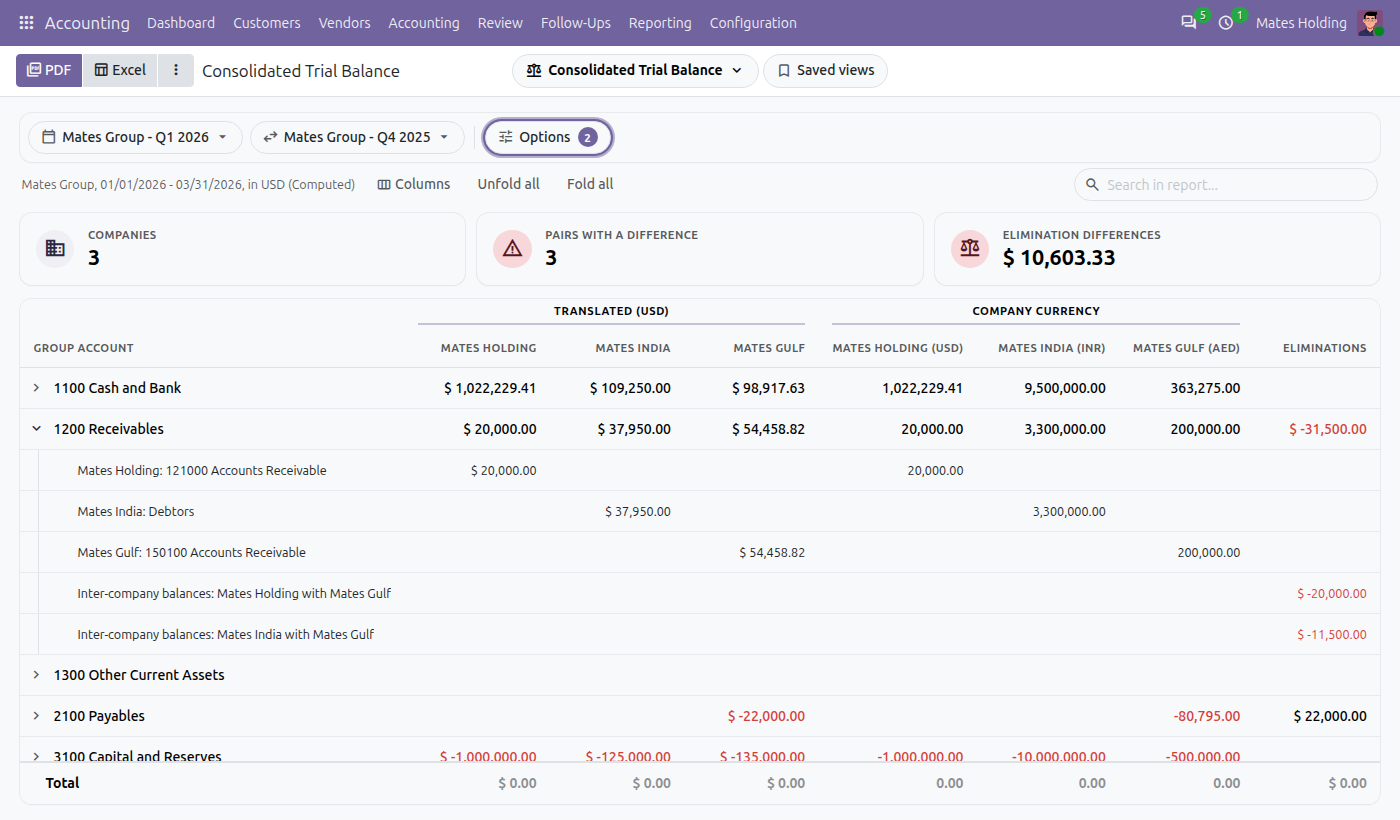 Accounting Dashboard Customers Vendors Accounting Review Follow-Ups Reporting Configuration 5 1 Mates Holding
PDF Excel Consolidated Trial Balance Consolidated Trial Balance Saved views
Mates Group - Q1 2026 Mates Group - Q4 2025 Options 2
Mates Group, 01/01/2026 - 03/31/2026, in USD (Computed) Columns Unfold all Fold all Search in report...
COMPANIES
3
PAIRS WITH A DIFFERENCE
3
ELIMINATION DIFFERENCES
$ 10,603.33
TRANSLATED (USD) COMPANY CURRENCY
GROUP ACCOUNT MATES HOLDING MATES INDIA MATES GULF MATES HOLDING (USD) MATES INDIA (INR) MATES GULF (AED) ELIMINATIONS
1100 Cash and Bank $ 1,022,229.41 $ 109,250.00 $ 98,917.63 1,022,229.41 9,500,000.00 363,275.00
1200 Receivables $ 20,000.00 $ 37,950.00 $ 54,458.82 20,000.00 3,300,000.00 200,000.00 $ -31,500.00
Mates Holding: 121000 Accounts Receivable $ 20,000.00 20,000.00
Mates India: Debtors $ 37,950.00 3,300,000.00
Mates Gulf: 150100 Accounts Receivable $ 54,458.82 200,000.00
Inter-company balances: Mates Holding with Mates Gulf $ -20,000.00
Inter-company balances: Mates India with Mates Gulf $ -11,500.00
1300 Other Current Assets
2100 Payables $ -22,000.00 -80,795.00 $ 22,000.00
3100 Capital and Reserves $ -1,000,000.00 $ -125,000.00 $ -135,000.00 -1,000,000.00 -10,000,000.00 -500,000.00
Total $ 0.00 $ 0.00 $ 0.00 0.00 0.00 0.00 $ 0.00